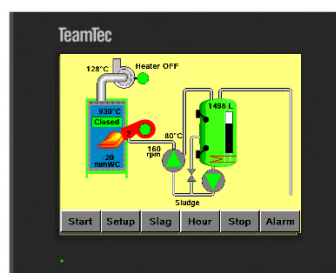 TeamTec
128°C
Heater OFF
930°C
Closed
1498 L
80°C
160
rpm
-20
mmWC
Sludge
Start Setup Slag Hour Stop Alarm